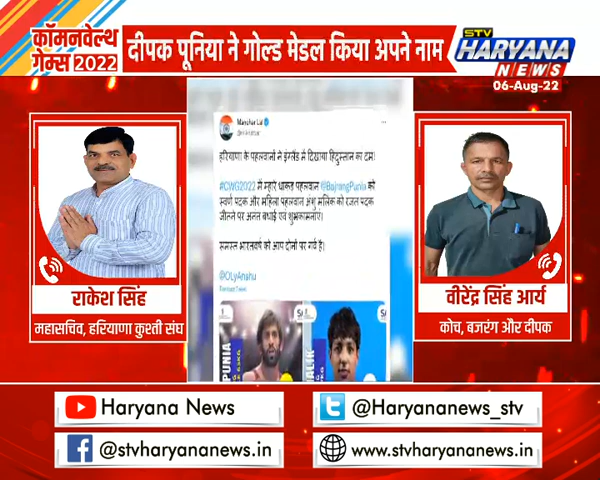 कॉमनवेल्थ
गेम्स 2022
दीपक पूनिया ने गोल्ड मेडल किया अपने नाम
STV
HARYANA
NEWS
06-Aug-22
Manohar Lal
हरियाणा के पहलवानों ने इंग्लैंड में दिखाया हिंदुस्तान का दम।
#CWG2022 में म्हारे धाकड़ पहलवान @BajrangPunia को
स्वर्ण पदक और महिला पहलवान अंशु मलिक को रजत पदक
जीतने पर अनंत बधाई एवं शुभकामनाएं।
समस्त भारतवर्ष को आप दोनों पर गर्व है।
@OLyAnshu
PUNIA
MALIK
राकेश सिंह
महासचिव, हरियाणा कुश्ती संघ
वीरेंद्र सिंह आर्य
कोच, बजरंग और दीपक
Haryana News
@Haryananews_stv
@stvharyananews.in
www.stvharyanews.in